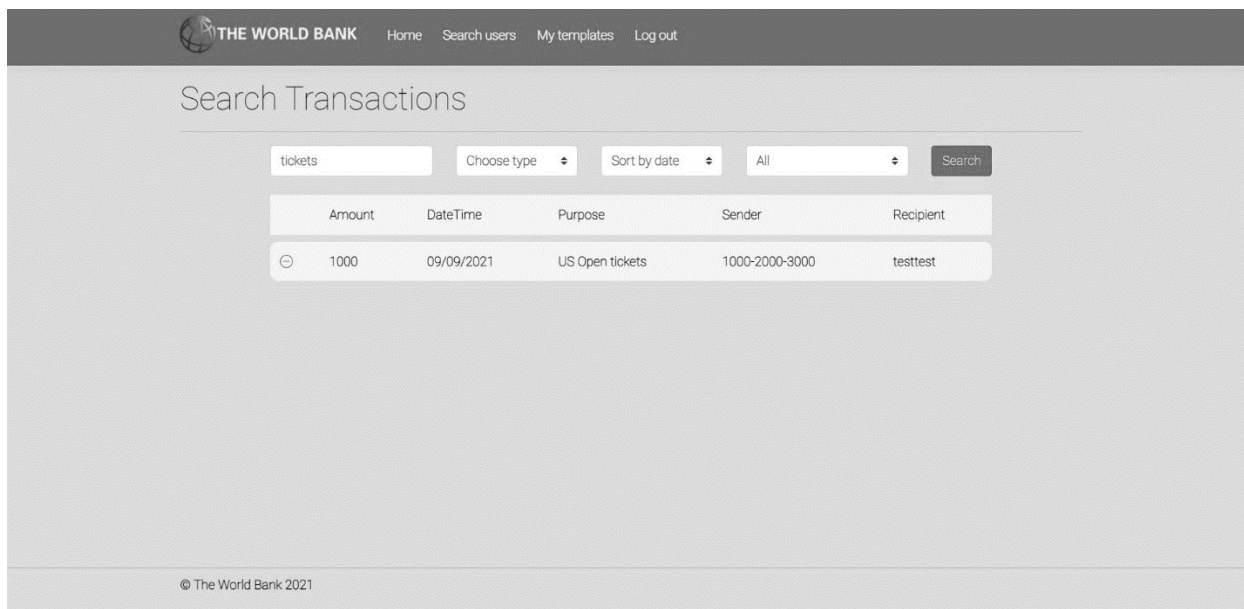 THE WORLD BANK Home Search users My templates Log out
Search Transactions
tickets Choose type Sort by date All Search
Amount DateTime Purpose Sender Recipient
1000 09/09/2021 US Open tickets 1000-2000-3000 testtest
© The World Bank 2021